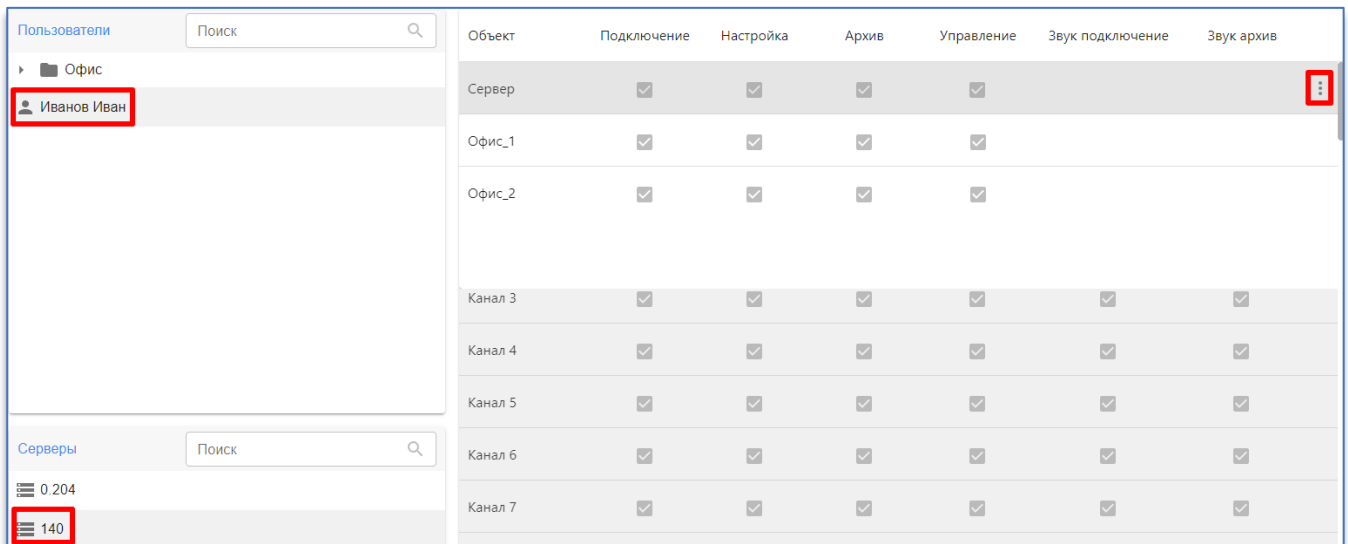 Пользователи
Поиск
Офис
Иванов Иван
Серверы
Поиск
0.204
140
Объект Подключение Настройка Архив Управление Звук подключение Звук архив
Сервер
Офис_1
Офис_2
Канал 3
Канал 4
Канал 5
Канал 6
Канал 7